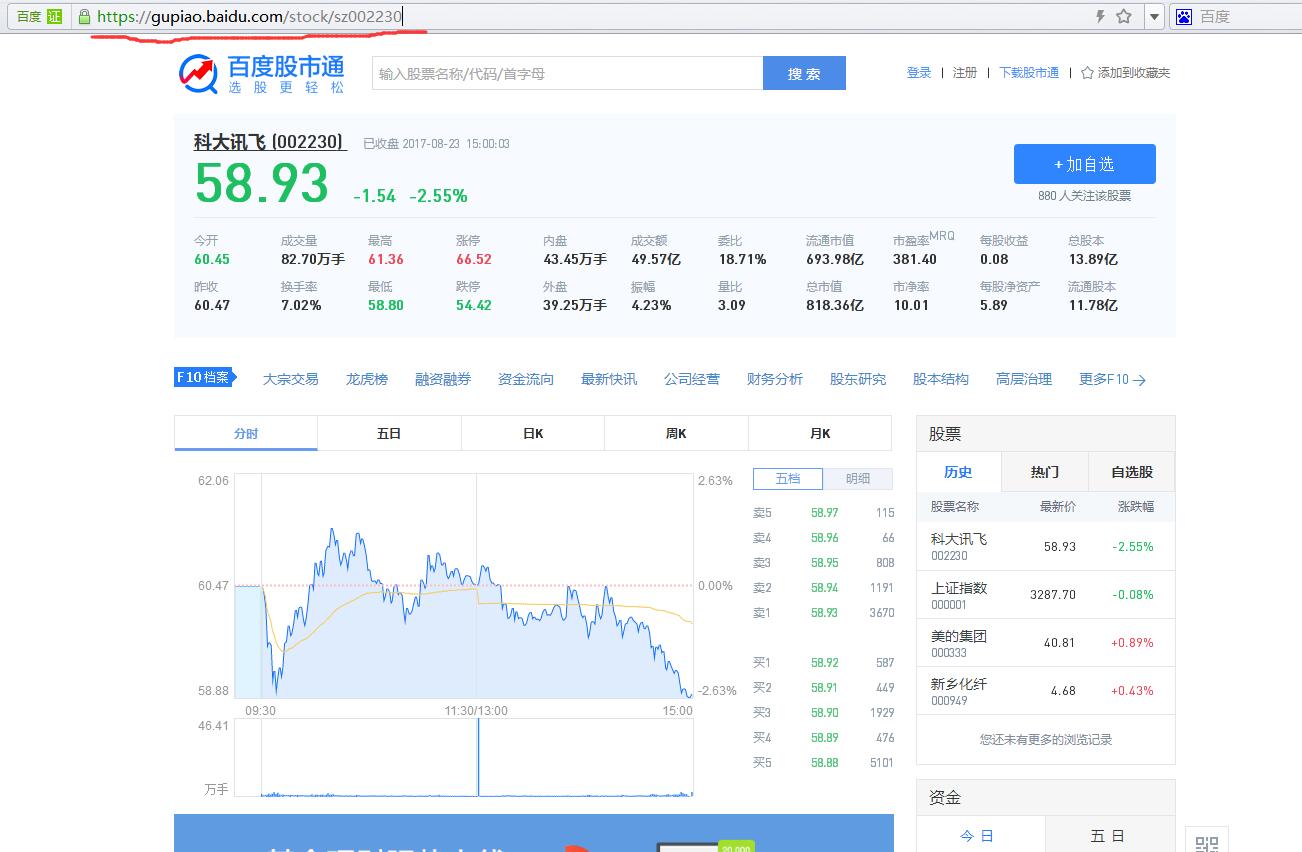 百度 证 https://gupiao.baidu.com/stock/sz002230 百度
百度股市通
选 股 更 轻 松
输入股票名称/代码/首字母 搜 索
登录 | 注册 | 下载股市通 | 添加到收藏夹
科大讯飞 (002230) 已收盘 2017-08-23 15:00:03
58.93 -1.54 -2.55%
+ 加自选
880 人关注该股票
今开 成交量 最高 涨停 内盘 成交额 委比 流通市值 市盈率MRQ 每股收益 总股本
60.45 82.70万手 61.36 66.52 43.45万手 49.57亿 18.71% 693.98亿 381.40 0.08 13.89亿
昨收 换手率 最低 跌停 外盘 振幅 量比 总市值 市净率 每股净资产 流通股本
60.47 7.02% 58.80 54.42 39.25万手 4.23% 3.09 818.36亿 10.01 5.89 11.78亿
F10档案 大宗交易 龙虎榜 融资融券 资金流向 最新快讯 公司经营 财务分析 股东研究 股本结构 高层治理 更多F10
分时 五日 日K 周K 月K
62.06 2.63%
60.47 0.00%
58.88 -2.63%
09:30 11:30/13:00 15:00
46.41
万手
五档 明细
卖5 58.97 115
卖4 58.96 66
卖3 58.95 808
卖2 58.94 1191
卖1 58.93 3670
买1 58.92 587
买2 58.91 449
买3 58.90 1929
买4 58.89 476
买5 58.88 5101
股票
历史 热门 自选股
股票名称 最新价 涨跌幅
科大讯飞 58.93 -2.55%
002230
上证指数 3287.70 -0.08%
000001
美的集团 40.81 +0.89%
000333
新乡化纤 4.68 +0.43%
000949
您还未有更多的浏览记录
资金
今 日 五 日
20,000